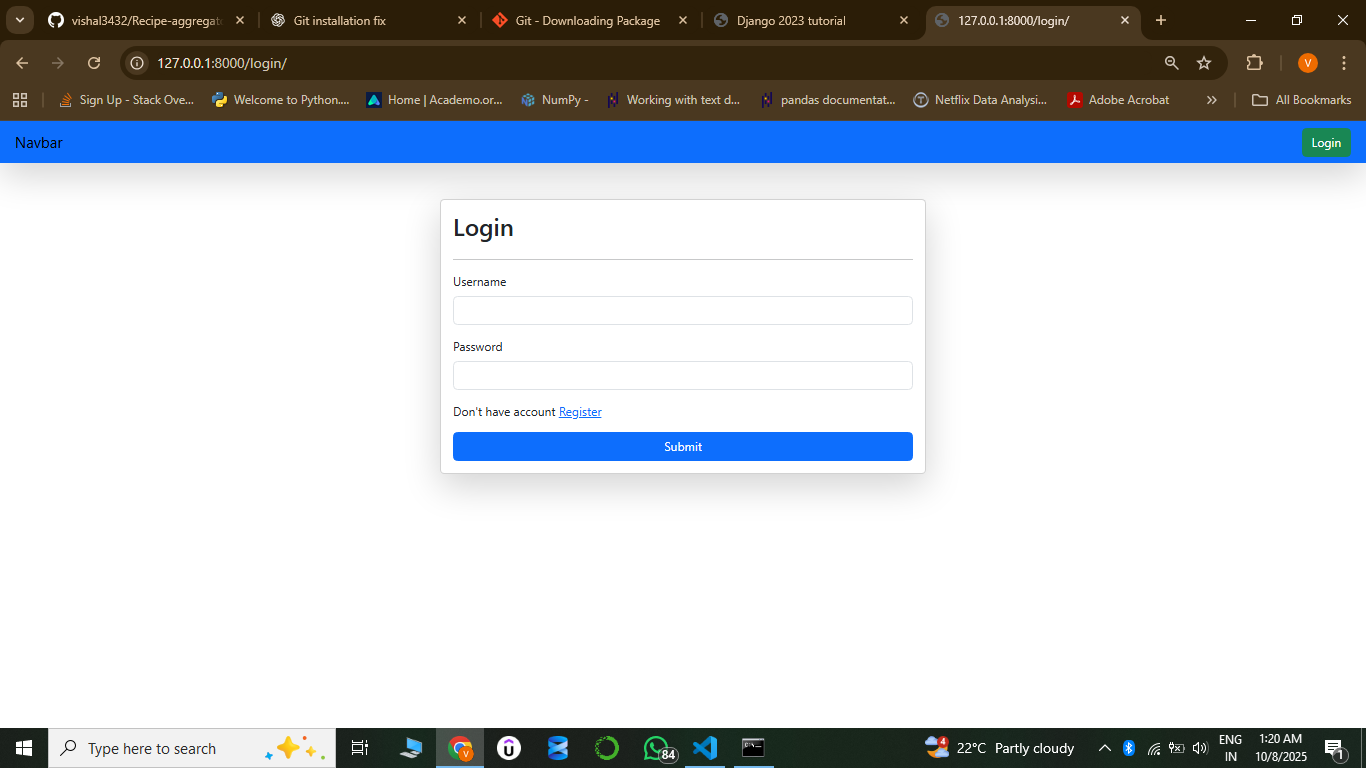 vishal3432/Recipe-aggregat
Git installation fix
Git - Downloading Package
Django 2023 tutorial
127.0.0.1:8000/login/
127.0.0.1:8000/login/
V
Sign Up - Stack Ove...
Welcome to Python....
Home | Academo.or...
NumPy -
Working with text d...
pandas documentat...
Netflix Data Analysi...
Adobe Acrobat
»
All Bookmarks
Navbar
Login
Login
Username
Password
Don't have account Register
Submit
Type here to search
84
4
22°C Partly cloudy
ENG
IN
1:20 AM
10/8/2025
1